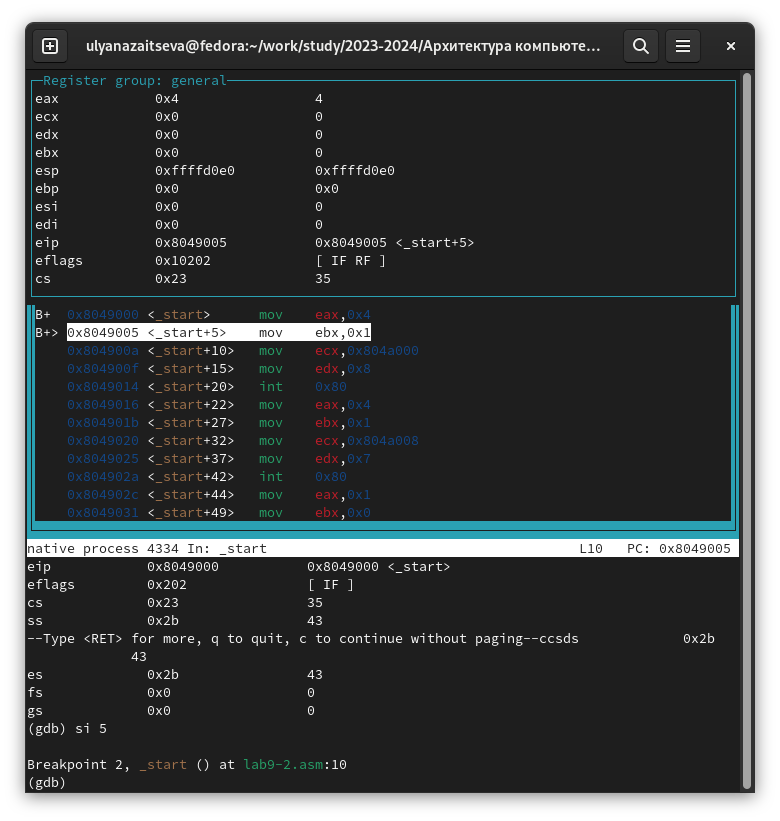 ulyanazaitseva@fedora:~/work/study/2023-2024/Архитектура компьюте...
Register group: general
eax 0x4 4
ecx 0x0 0
edx 0x0 0
ebx 0x0 0
esp 0xffffd0e0 0xffffd0e0
ebp 0x0 0x0
esi 0x0 0
edi 0x0 0
eip 0x8049005 0x8049005 <_start+5>
eflags 0x10202 [ IF RF ]
cs 0x23 35
B+ 0x8049000 <_start> mov eax,0x4
B+> 0x8049005 <_start+5> mov ebx,0x1
0x804900a <_start+10> mov ecx,0x804a000
0x804900f <_start+15> mov edx,0x8
0x8049014 <_start+20> int 0x80
0x8049016 <_start+22> mov eax,0x4
0x804901b <_start+27> mov ebx,0x1
0x8049020 <_start+32> mov ecx,0x804a008
0x8049025 <_start+37> mov edx,0x7
0x804902a <_start+42> int 0x80
0x804902c <_start+44> mov eax,0x1
0x8049031 <_start+49> mov ebx,0x0
native process 4334 In: _start L10 PC: 0x8049005
eip 0x8049000 0x8049000 <_start>
eflags 0x202 [ IF ]
cs 0x23 35
ss 0x2b 43
--Type <RET> for more, q to quit, c to continue without paging--ccsds 0x2b
43
es 0x2b 43
fs 0x0 0
gs 0x0 0
(gdb) si 5
Breakpoint 2, _start () at lab9-2.asm:10
(gdb)